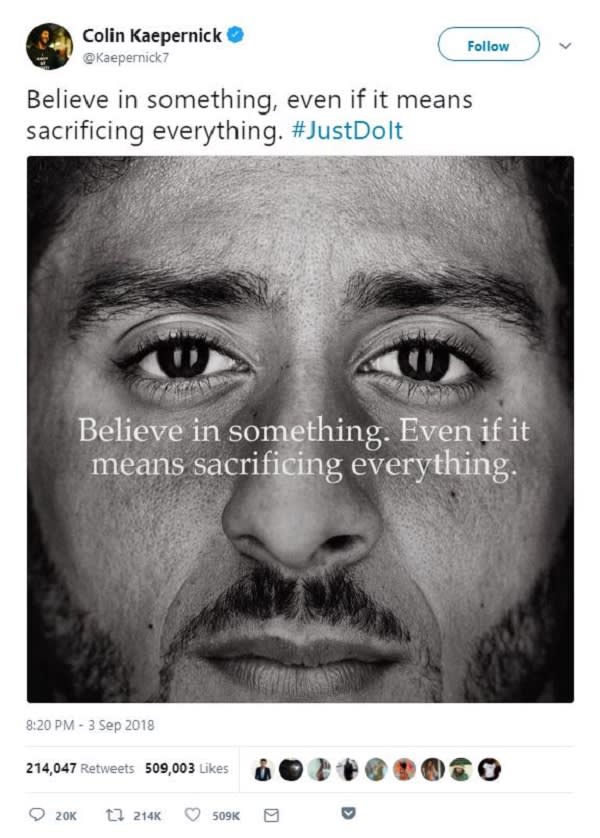 Colin Kaepernick
@Kaepernick7
Follow
Believe in something, even if it means
sacrificing everything. #JustDoIt
Believe in something. Even if it
means sacrificing everything.
8:20 PM - 3 Sep 2018
214,047 Retweets 509,003 Likes
20K 214K 509K